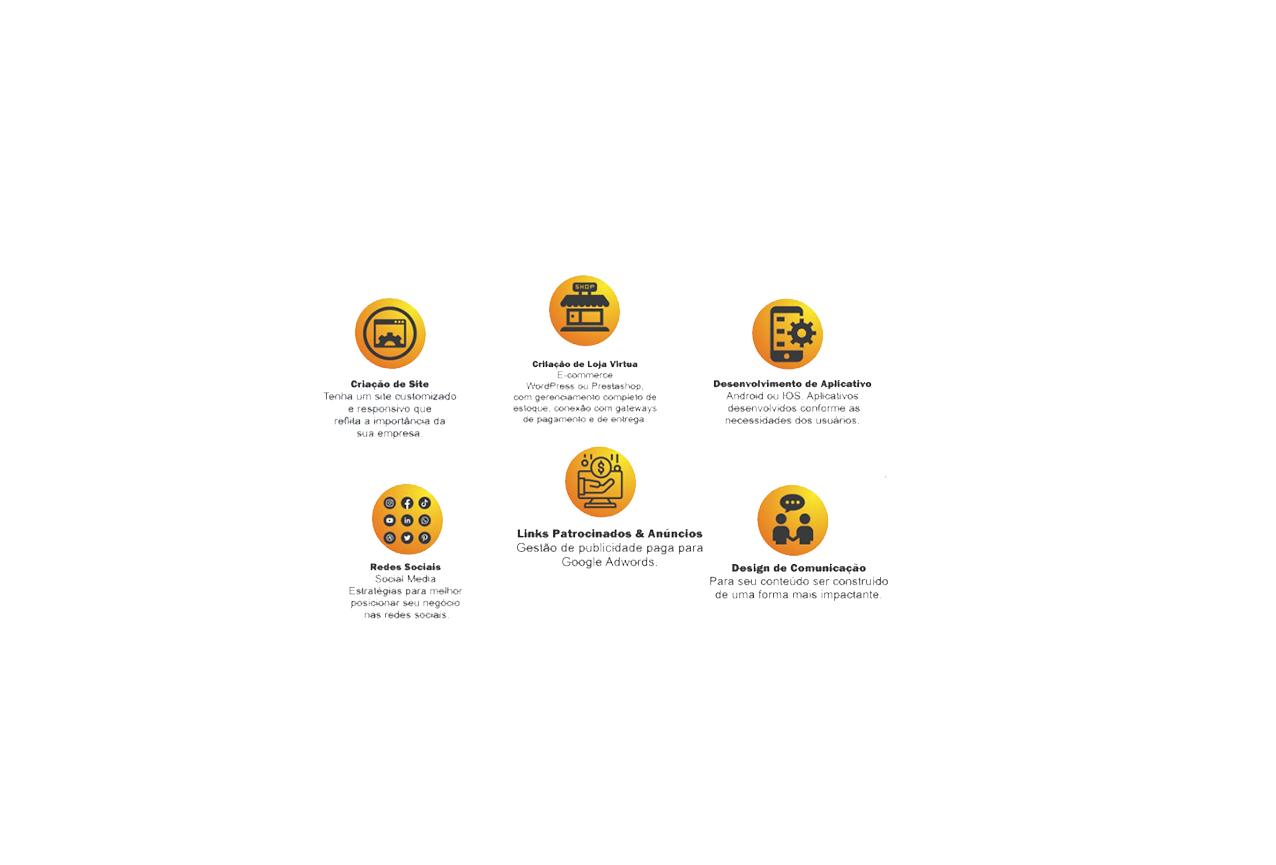 Criação de Site
Tenha um site customizado
e responsivo que
reflita a importância da
sua empresa.
SHOP
Criiação de Loja Virtua
E-commerce
WordPress ou Prestashop,
com gerenciamento completo de
estoque, conexão com gateways
de pagamento e de entrega
Desenvolvimento de Aplicativo
Android ou IOS. Aplicativos
desenvolvidos conforme as
necessidades dos usuários.
Redes Sociais
Social Media
Estratégias para melhor
posicionar seu negócio
nas redes sociais.
$
Links Patrocinados & Anúncios
Gestão de publicidade paga para
Google Adwords.
Design de Comunicação
Para seu conteúdo ser construido
de uma forma mais impactante.